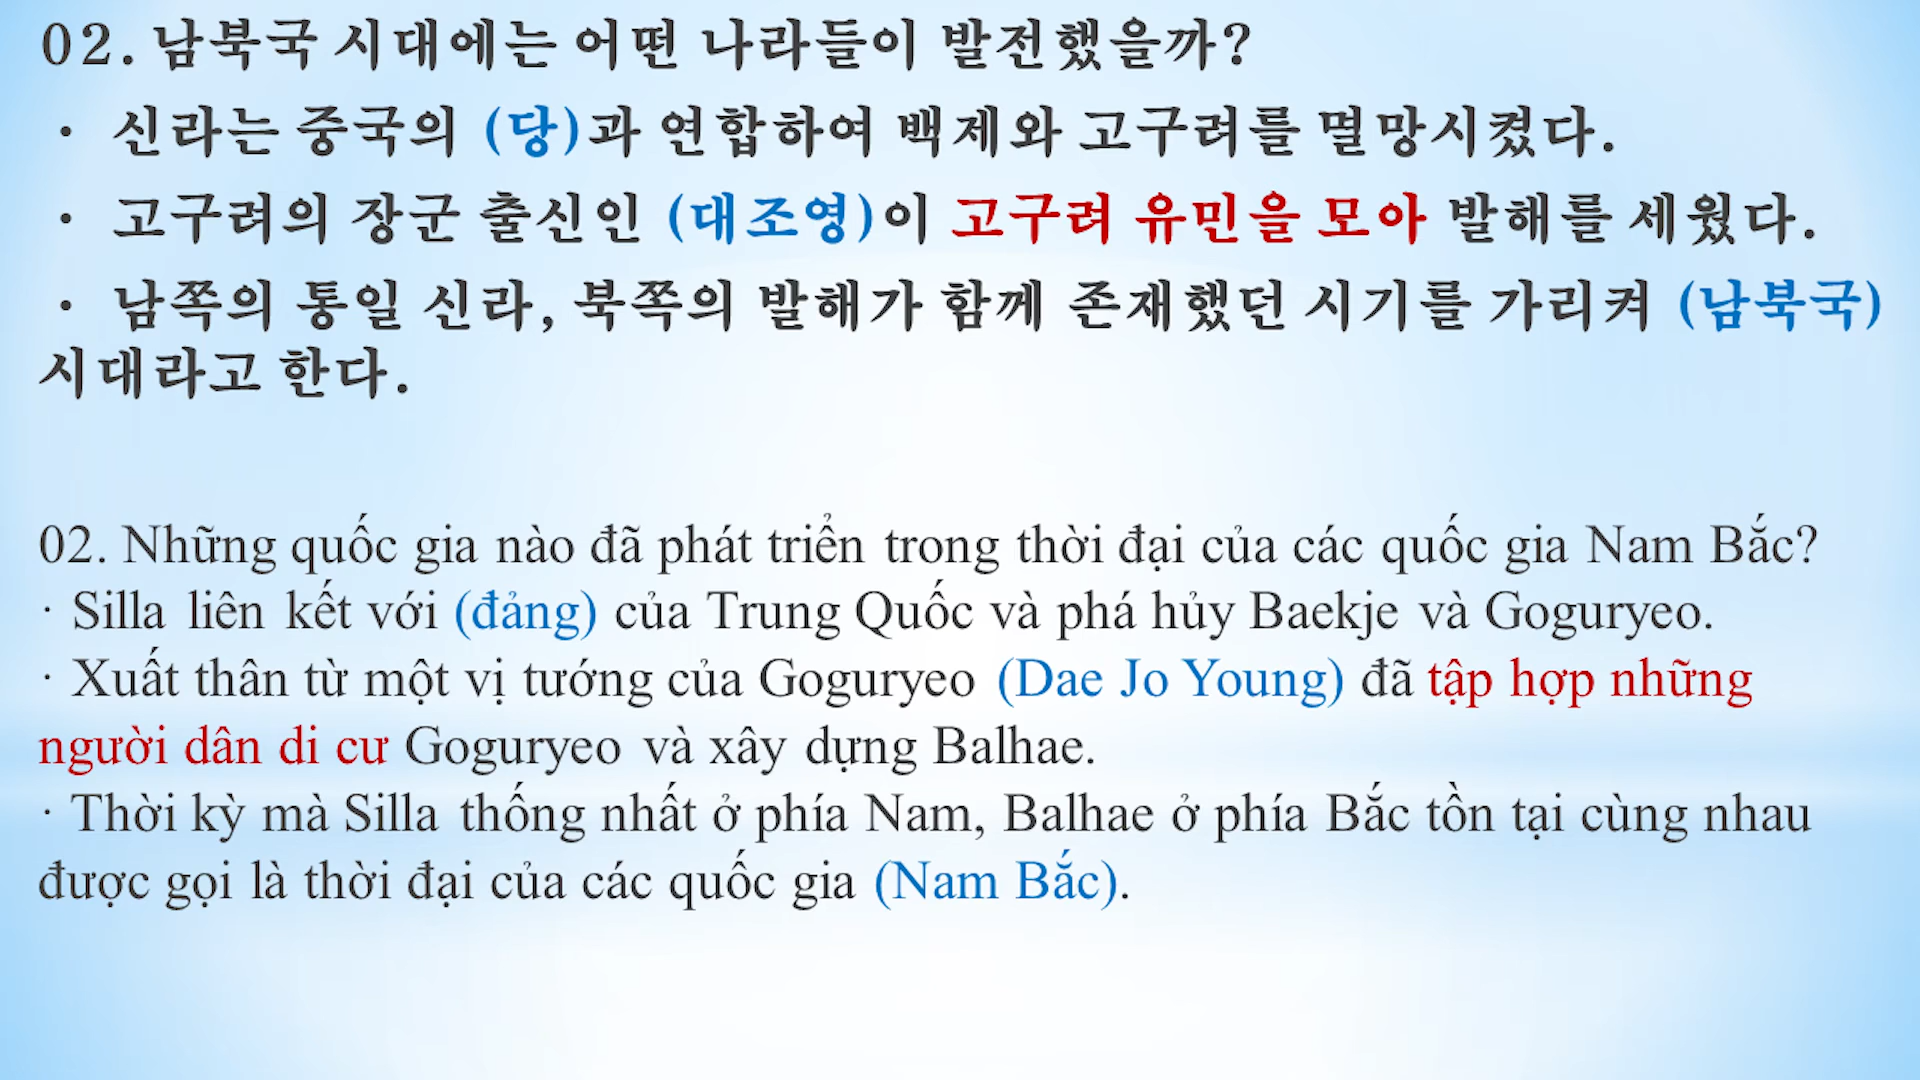 02. 남북국 시대에는 어떤 나라들이 발전했을까?
· 신라는 중국의 (당)과 연합하여 백제와 고구려를 멸망시켰다.
· 고구려의 장군 출신인 (대조영)이 고구려 유민을 모아 발해를 세웠다.
· 남쪽의 통일 신라, 북쪽의 발해가 함께 존재했던 시기를 가리켜 (남북국)
시대라고 한다.
02. Những quốc gia nào đã phát triển trong thời đại của các quốc gia Nam Bắc?
· Silla liên kết với (đảng) của Trung Quốc và phá hủy Baekje và Goguryeo.
· Xuất thân từ một vị tướng của Goguryeo (Dae Jo Young) đã tập hợp những
người dân di cư Goguryeo và xây dựng Balhae.
· Thời kỳ mà Silla thống nhất ở phía Nam, Balhae ở phía Bắc tồn tại cùng nhau
được gọi là thời đại của các quốc gia (Nam Bắc).